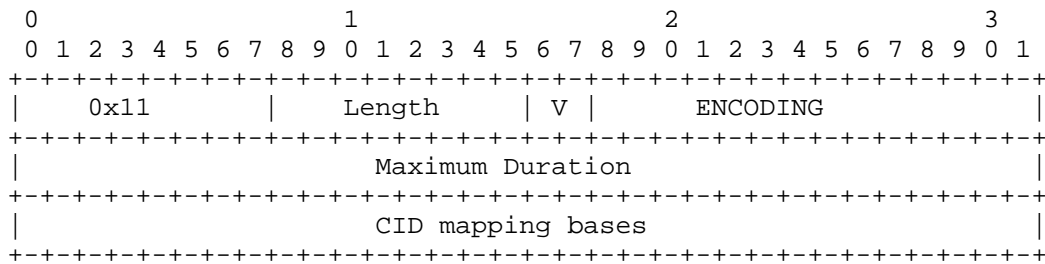 0                   1                   2                   3
 0 1 2 3 4 5 6 7 8 9 0 1 2 3 4 5 6 7 8 9 0 1 2 3 4 5 6 7 8 9 0 1
+-+-+-+-+-+-+-+-+-+-+-+-+-+-+-+-+-+-+-+-+-+-+-+-+-+-+-+-+-+-+-+-+
|    0x11       |    Length     | V |      ENCODING             |
+-+-+-+-+-+-+-+-+-+-+-+-+-+-+-+-+-+-+-+-+-+-+-+-+-+-+-+-+-+-+-+-+
|                      Maximum Duration                         |
+-+-+-+-+-+-+-+-+-+-+-+-+-+-+-+-+-+-+-+-+-+-+-+-+-+-+-+-+-+-+-+-+
|                      CID mapping bases                        |
+-+-+-+-+-+-+-+-+-+-+-+-+-+-+-+-+-+-+-+-+-+-+-+-+-+-+-+-+-+-+-+-+